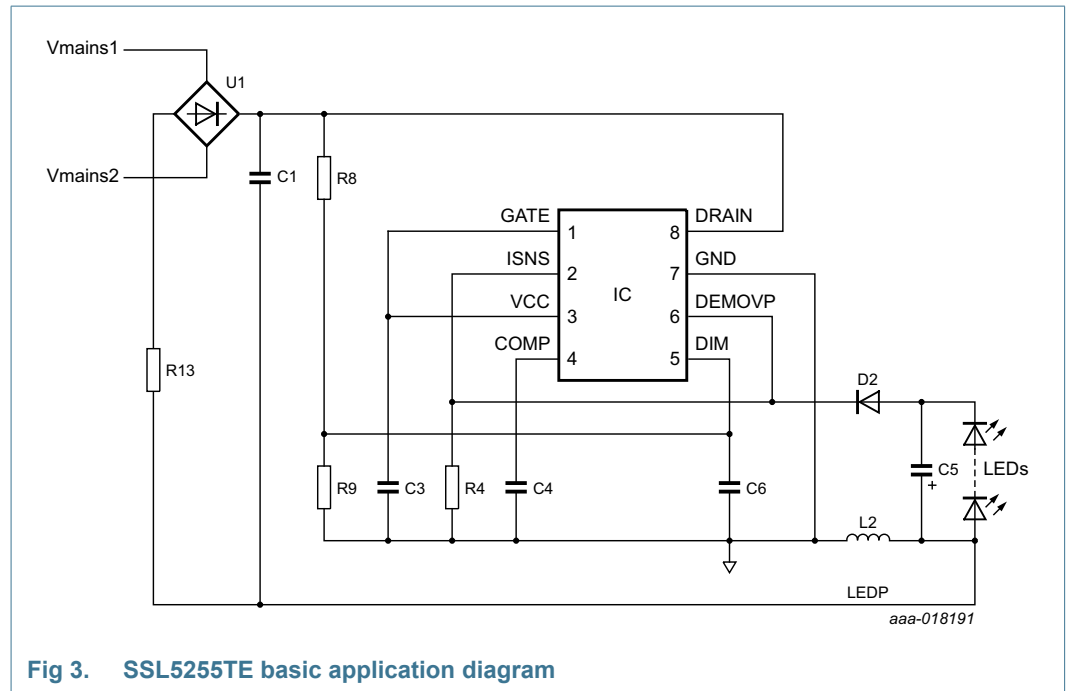 Vmains1
U1
Vmains2
C1
R8
GATE
DRAIN
1
8
ISNS
GND
2
7
IC
VCC
DEMOVP
3
6
COMP
DIM
4
5
R13
D2
C5
+
LEDs
R9
C3
R4
C4
C6
L2
LEDP
aaa-018191
Fig 3. SSL5255TE basic application diagram